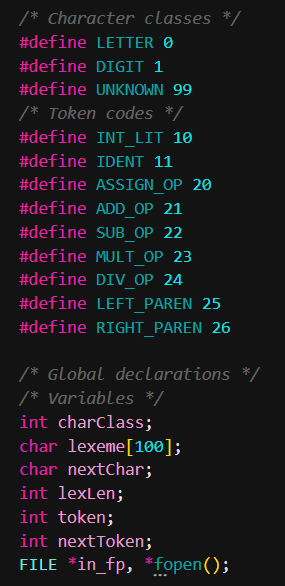 /* Character classes */
#define LETTER 0
#define DIGIT 1
#define UNKNOWN 99
/* Token codes */
#define INT_LIT 10
#define IDENT 11
#define ASSIGN_OP 20
#define ADD_OP 21
#define SUB_OP 22
#define MULT_OP 23
#define DIV_OP 24
#define LEFT_PAREN 25
#define RIGHT_PAREN 26
/* Global declarations */
/* Variables */
int charClass;
char lexeme[100];
char nextChar;
int lexLen;
int token;
int nextToken;
FILE *in_fp, *fopen();